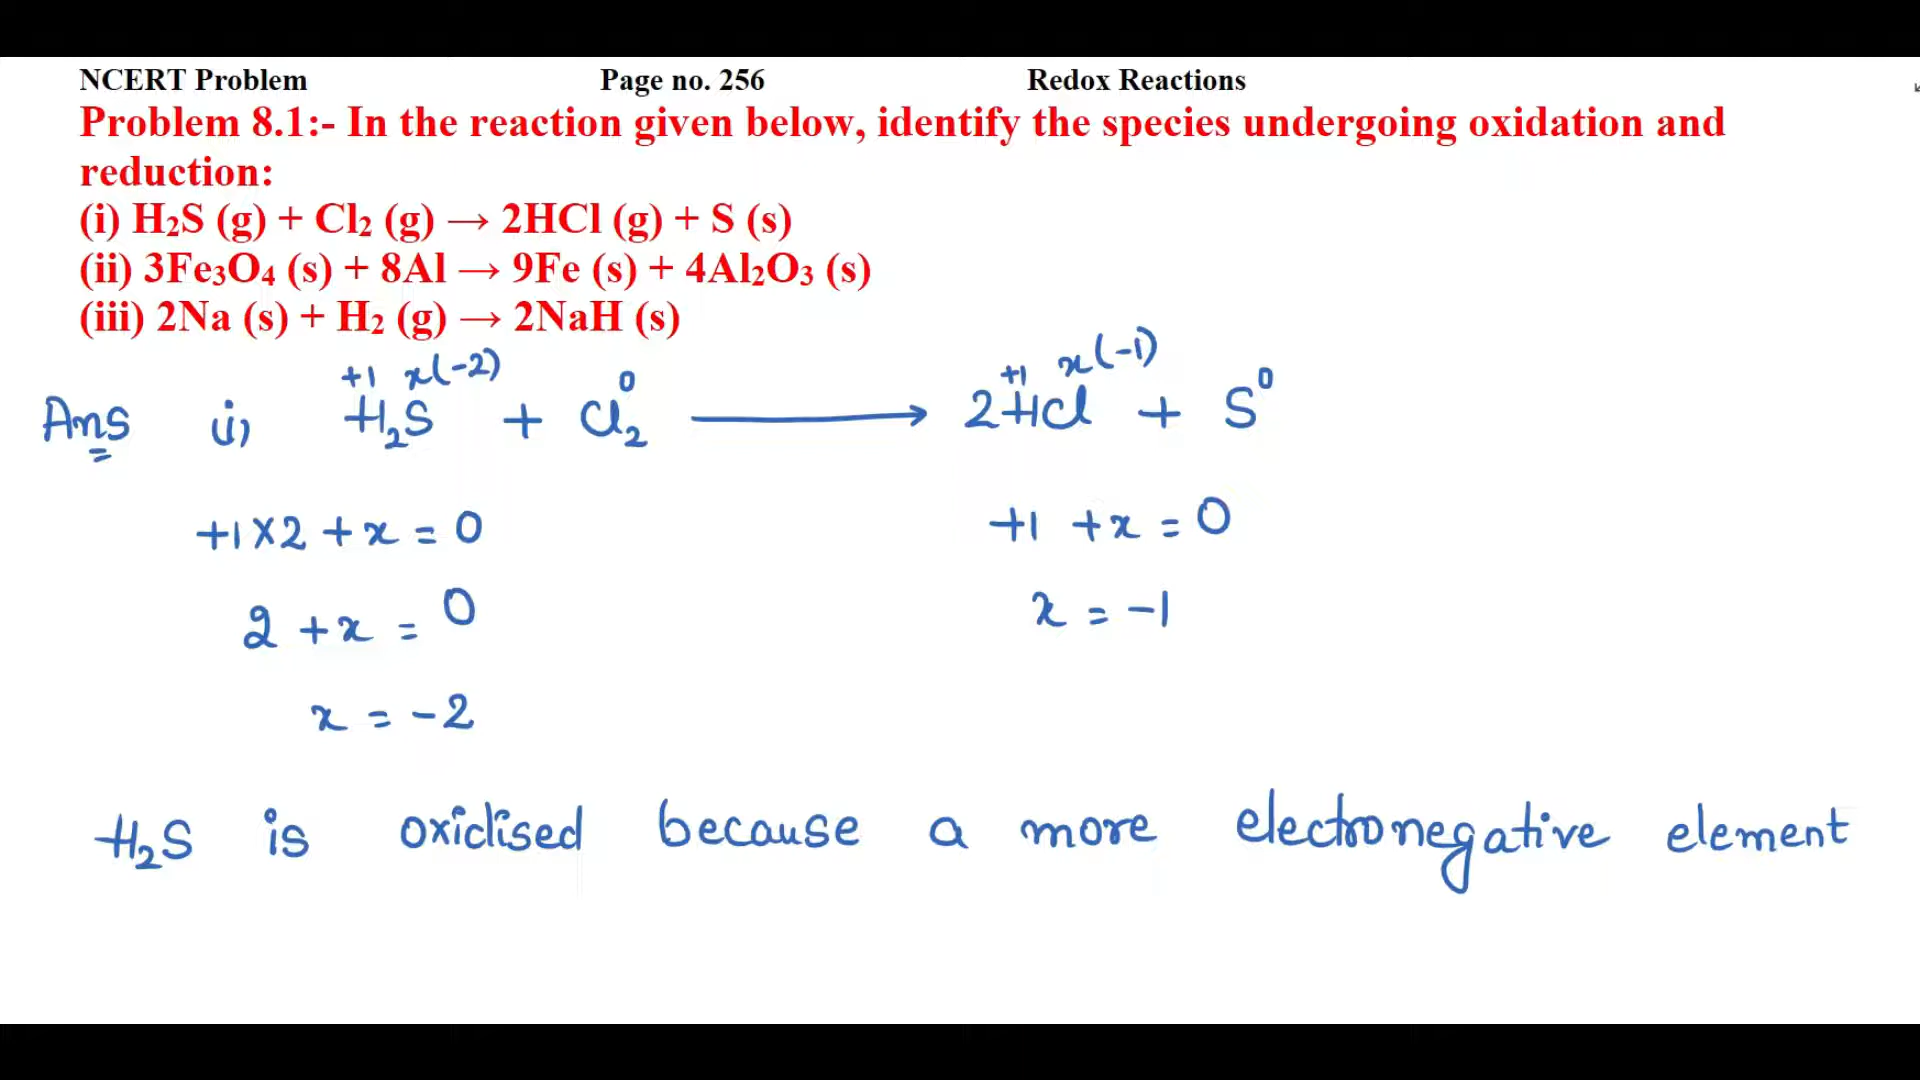 NCERT Problem Page no. 256 Redox Reactions
Problem 8.1:- In the reaction given below, identify the species undergoing oxidation and
reduction:
(i) H₂S (g) + Cl₂ (g) → 2HCl (g) + S (s)
(ii) 3Fe₃O₄ (s) + 8Al → 9Fe (s) + 4Al₂O₃ (s)
(iii) 2Na (s) + H₂ (g) → 2NaH (s)
+1 x(-2) 0 +1 x(-1) 0
Ans (i) H₂S + Cl₂ ⟶ 2HCl + S
+1×2 + x = 0 +1 + x = 0
2 + x = 0 x = -1
x = -2
H₂S is oxidised because a more electronegative element